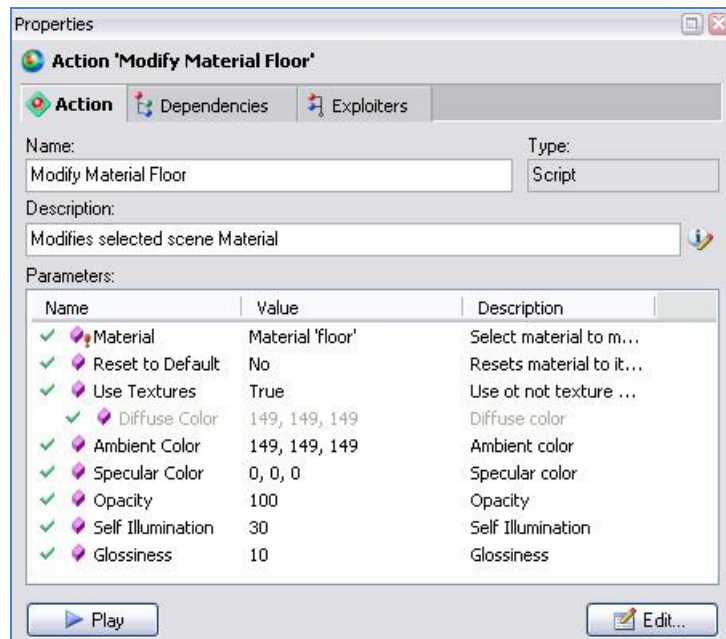 Properties
Action 'Modify Material Floor'
Action Dependencies Exploiters
Name: Type:
Modify Material Floor Script
Description:
Modifies selected scene Material
Parameters:
Name Value Description
Material Material 'floor' Select material to m...
Reset to Default No Resets material to it...
Use Textures True Use ot not texture ...
Diffuse Color 149, 149, 149 Diffuse color
Ambient Color 149, 149, 149 Ambient color
Specular Color 0, 0, 0 Specular color
Opacity 100 Opacity
Self Illumination 30 Self Illumination
Glossiness 10 Glossiness
Play Edit...